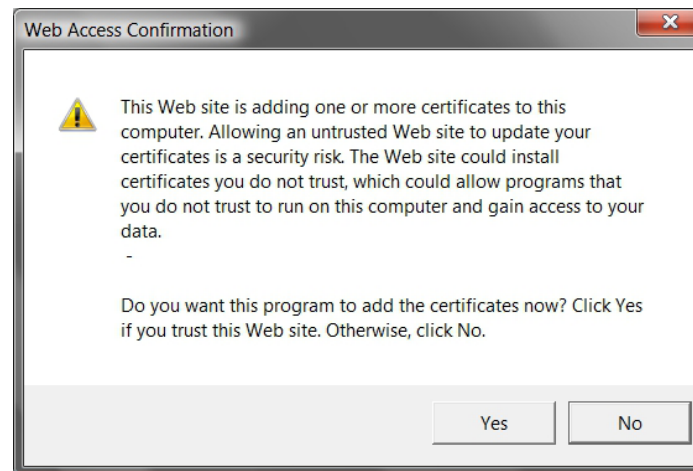 Web Access Confirmation
This Web site is adding one or more certificates to this
computer. Allowing an untrusted Web site to update your
certificates is a security risk. The Web site could install
certificates you do not trust, which could allow programs that
you do not trust to run on this computer and gain access to your
data.
-
Do you want this program to add the certificates now? Click Yes
if you trust this Web site. Otherwise, click No.
Yes
No